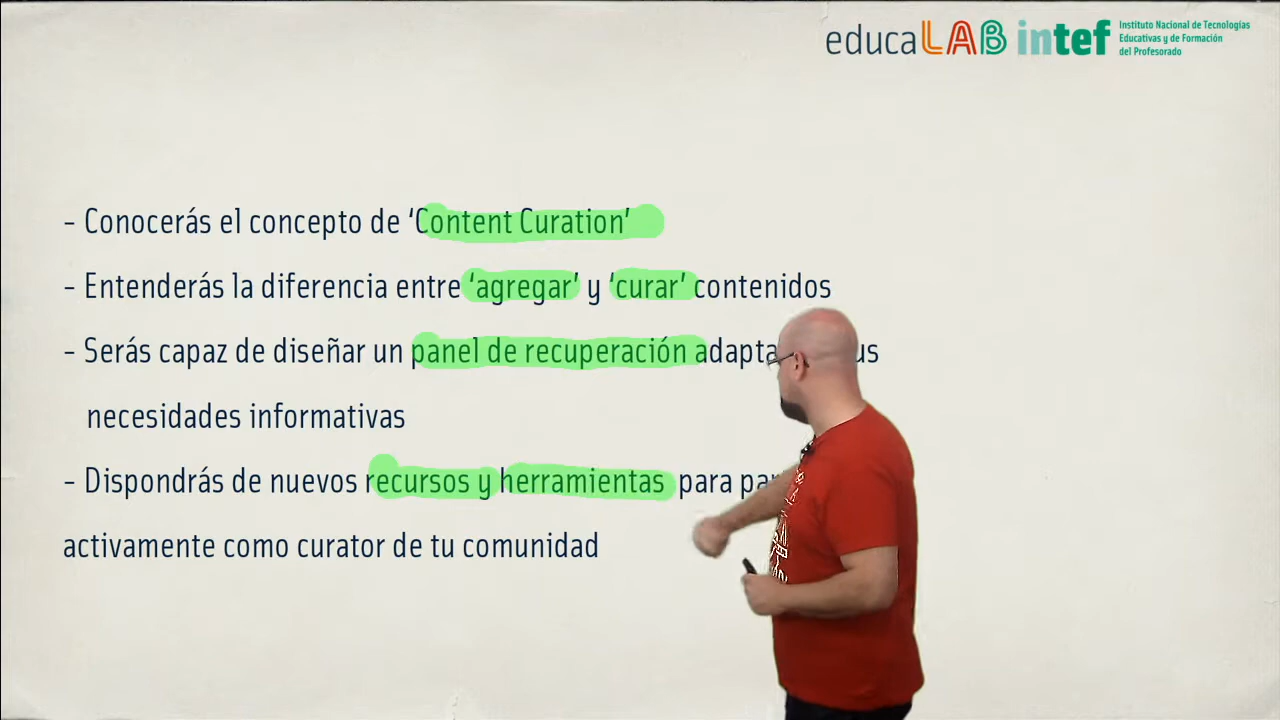 educaLAB intef Instituto Nacional de Tecnologías
Educativas y de Formación
del Profesorado
- Conocerás el concepto de ‘Content Curation’
- Entenderás la diferencia entre ‘agregar’ y ‘curar’ contenidos
- Serás capaz de diseñar un panel de recuperación
necesidades informativas
- Dispondrás de nuevos recursos y herramientas para
activamente como curator de tu comunidad